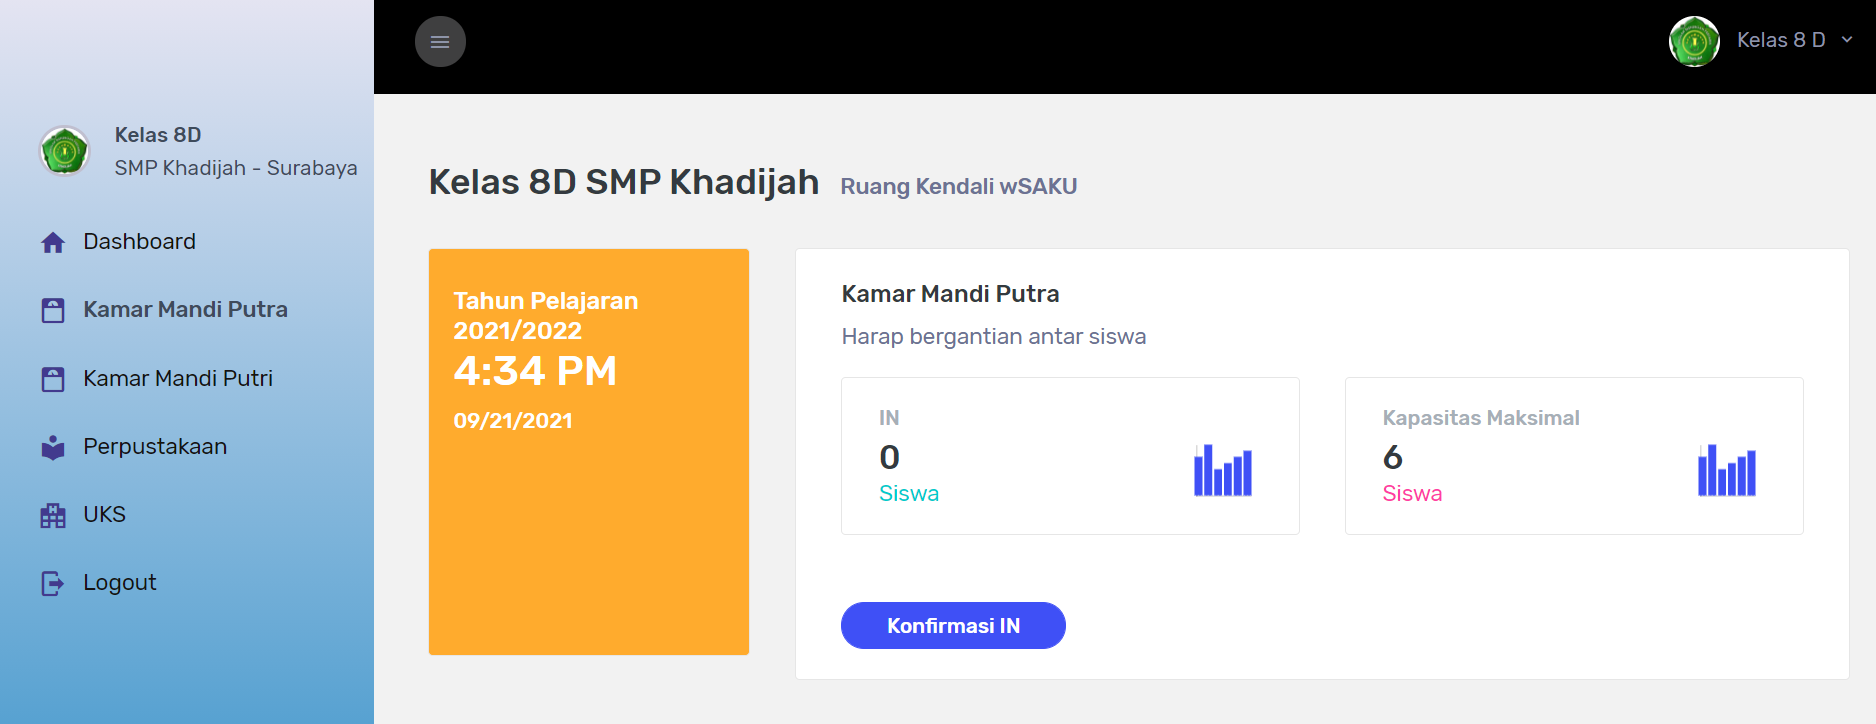 Kelas 8 D
Kelas 8D
SMP Khadijah - Surabaya
Dashboard
Kamar Mandi Putra
Kamar Mandi Putri
Perpustakaan
UKS
Logout
Kelas 8D SMP Khadijah Ruang Kendali wSAKU
Tahun Pelajaran
2021/2022
4:34 PM
09/21/2021
Kamar Mandi Putra
Harap bergantian antar siswa
IN
0
Siswa
Kapasitas Maksimal
6
Siswa
Konfirmasi IN